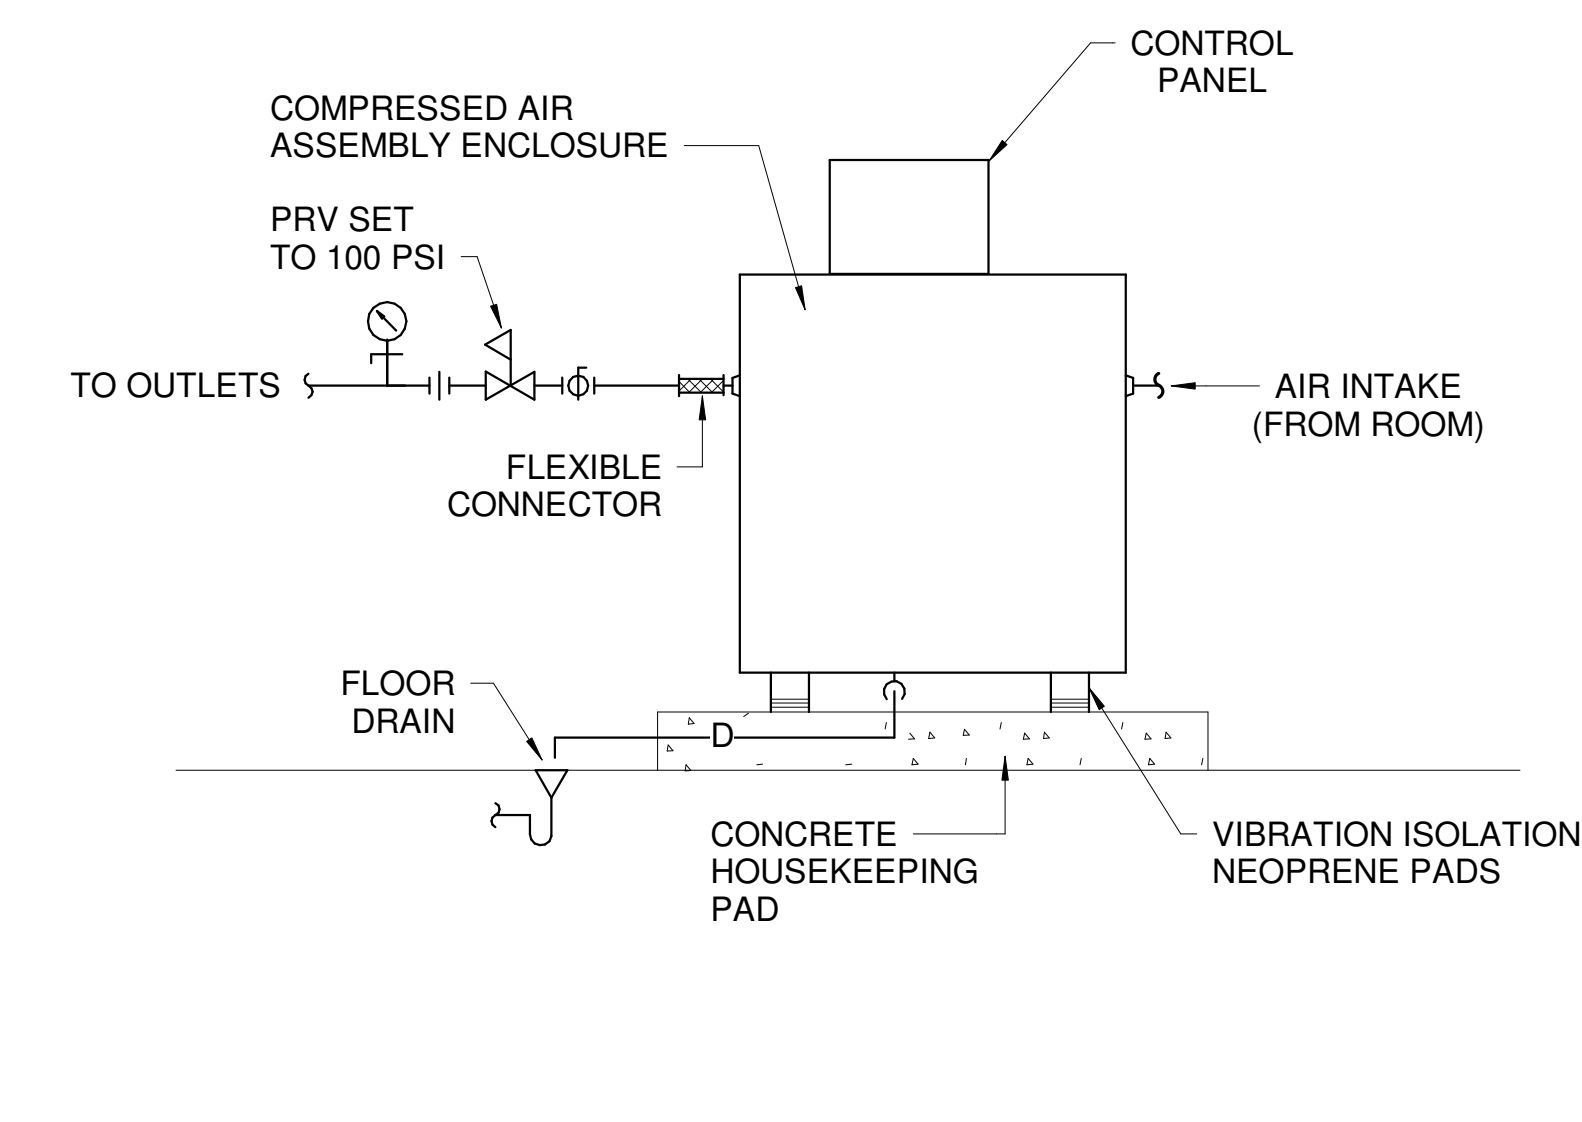 CONTROL
PANEL
COMPRESSED AIR
ASSEMBLY ENCLOSURE
PRV SET
TO 100 PSI
TO OUTLETS
AIR INTAKE
(FROM ROOM)
FLEXIBLE
CONNECTOR
FLOOR
DRAIN
D
CONCRETE
HOUSEKEEPING
PAD
VIBRATION ISOLATION
NEOPRENE PADS